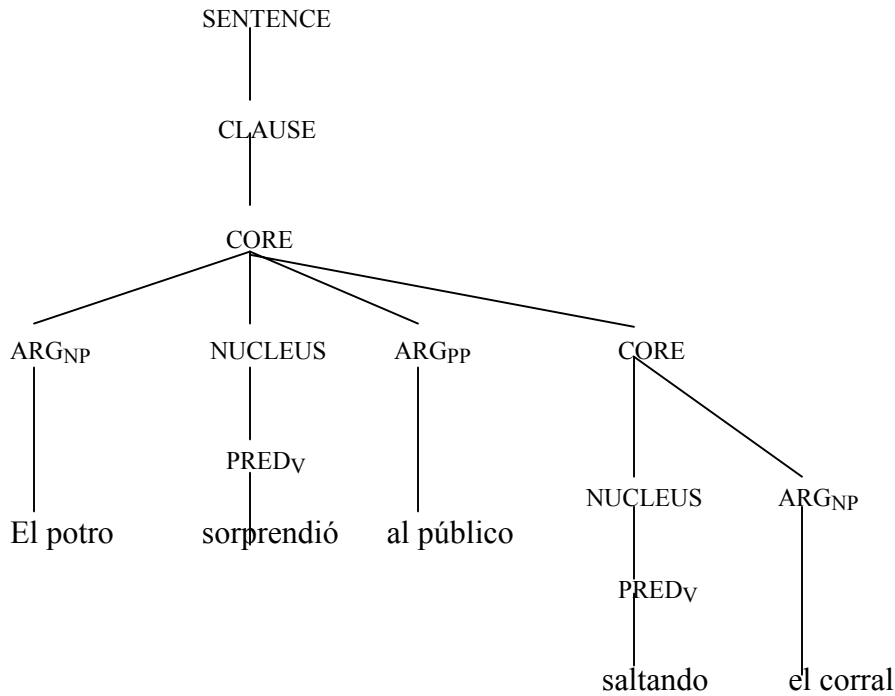 SENTENCE
CLAUSE
CORE
ARGNP NUCLEUS ARGPP CORE
PREDV NUCLEUS ARGNP
El potro sorprendió al público
PREDV
saltando el corral